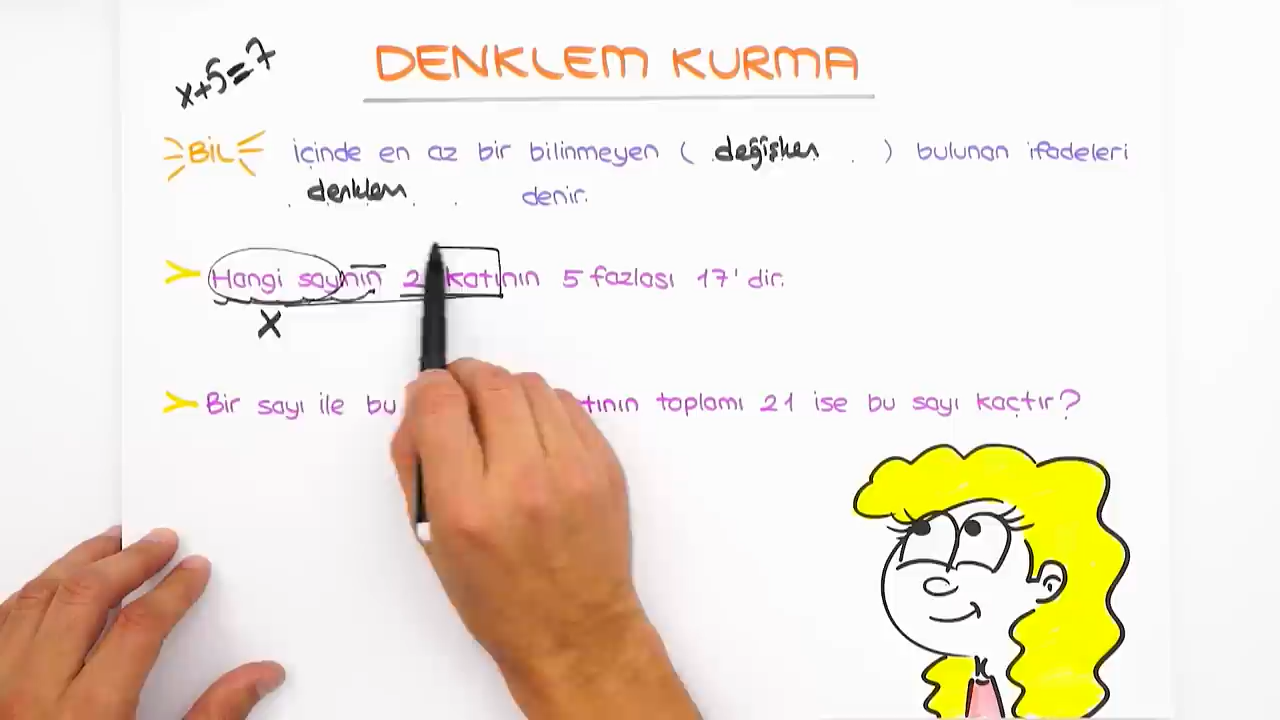 x+5=7
DENKLEM KURMA
BİL içinde en az bir bilinmeyen ( değişken ) bulunan ifadeleri
denklem denir.
Hangi sayının 2 katının 5 fazlası 17'dir.
x
Bir sayı ile bu tının toplamı 21 ise bu sayı kaçtır?